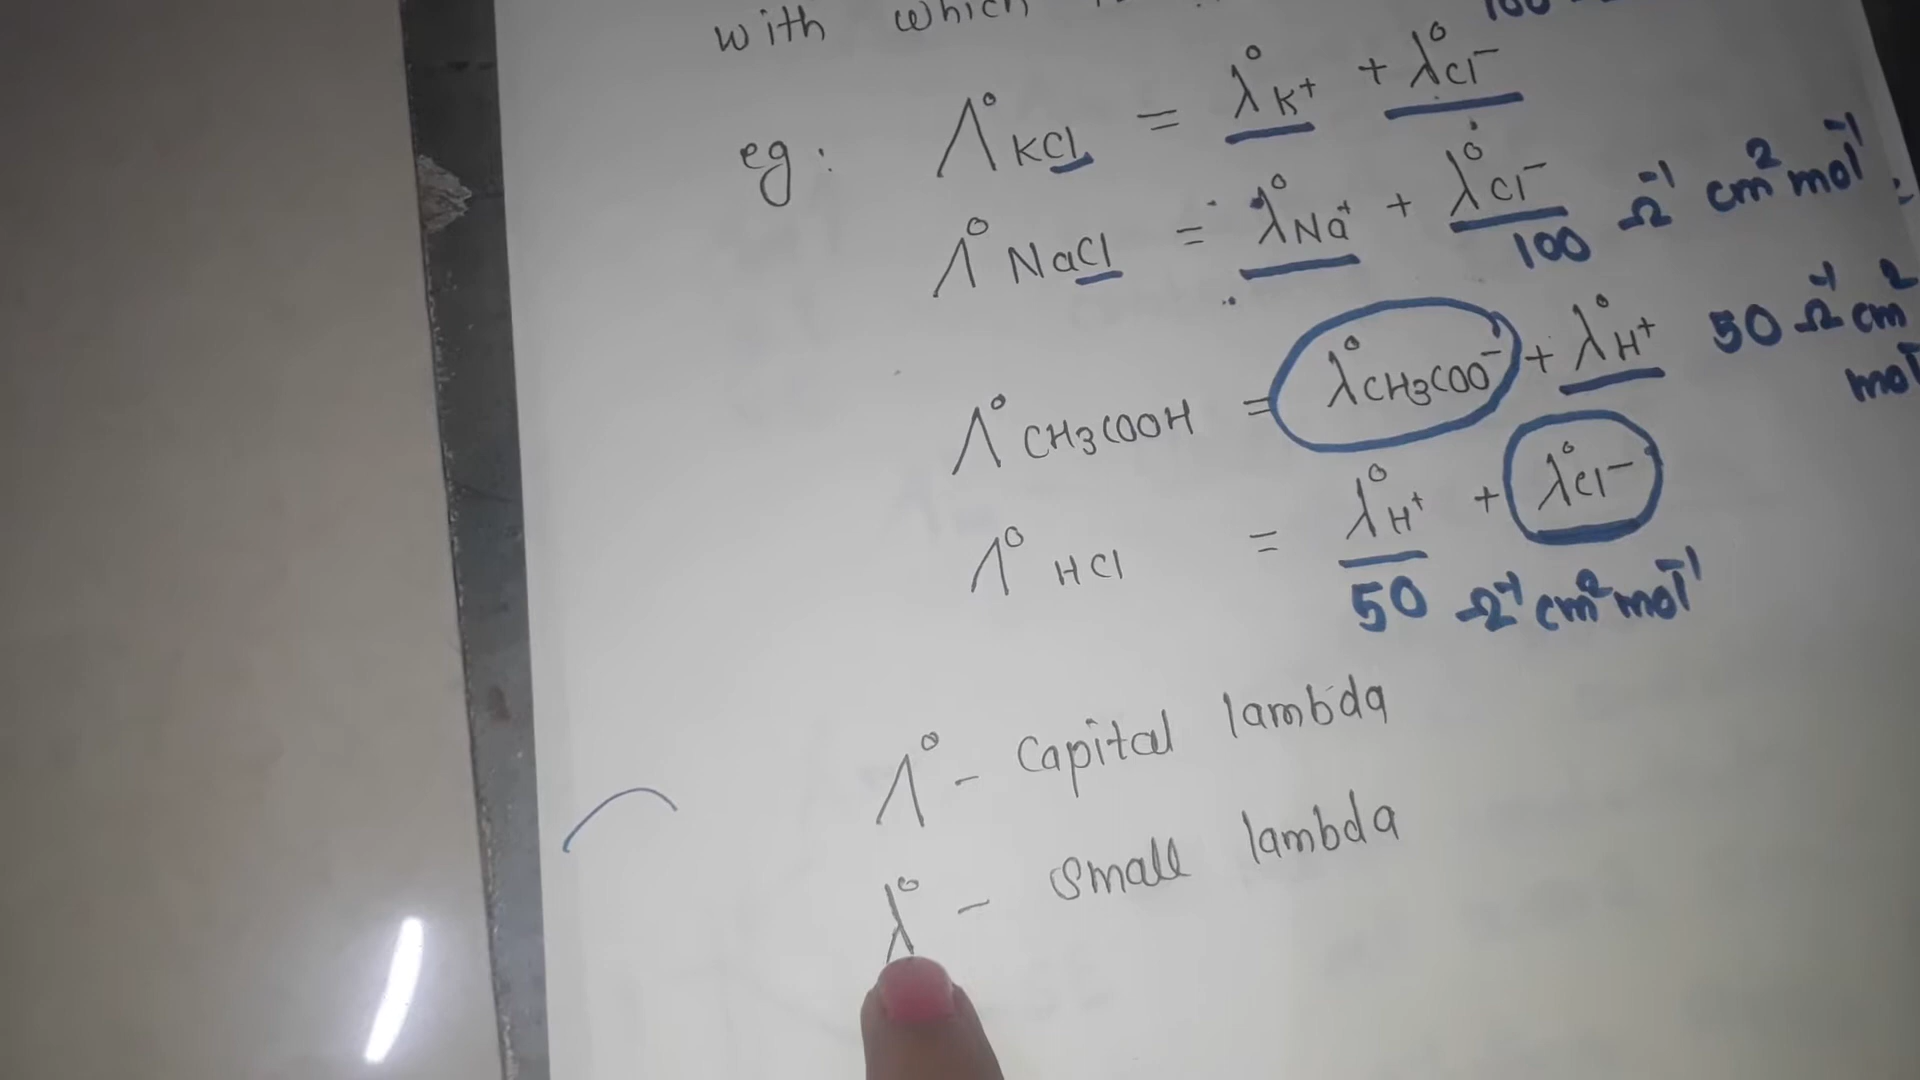 with which
100
eg: Λ°KCl = λ°K+ + λ°Cl-
Λ°NaCl = λ°Na+ + λ°Cl-
100 Ω-1 cm2 mol-1
Λ°CH3COOH = λ°CH3COO- + λ°H+ 50 Ω-1 cm2
mol
Λ°HCl = λ°H+ + λ°Cl-
50 Ω-1 cm2 mol-1
Λ° - Capital lambda
λ° - Small lambda